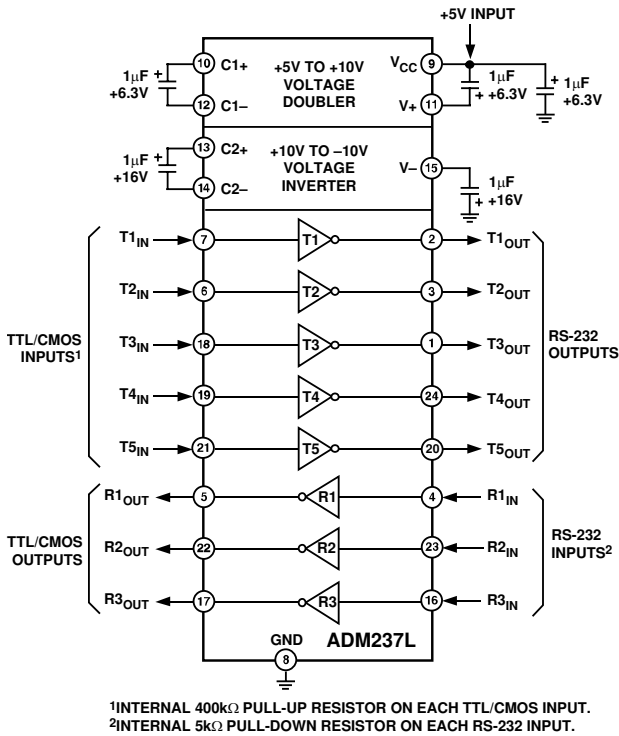 +5V INPUT
10 C1+ +5V TO +10V VCC 9
1μF + VOLTAGE 1μF + 1μF
+6.3V DOUBLER + +6.3V +6.3V
12 C1– V+ 11
13 C2+ +10V TO –10V
1μF + VOLTAGE V– 15 1μF
+16V INVERTER + +16V
14 C2–
T1IN 7 T1 2 T1OUT
T2IN 6 T2 3 T2OUT
TTL/CMOS INPUTS1 T3IN 18 T3 1 T3OUT RS-232 OUTPUTS
T4IN 19 T4 24 T4OUT
T5IN 21 T5 20 T5OUT
R1OUT 5 R1 4 R1IN
TTL/CMOS OUTPUTS R2OUT 22 R2 23 R2IN RS-232 INPUTS2
R3OUT 17 R3 16 R3IN
GND ADM237L
8
1INTERNAL 400kΩ PULL-UP RESISTOR ON EACH TTL/CMOS INPUT.
2INTERNAL 5kΩ PULL-DOWN RESISTOR ON EACH RS-232 INPUT.